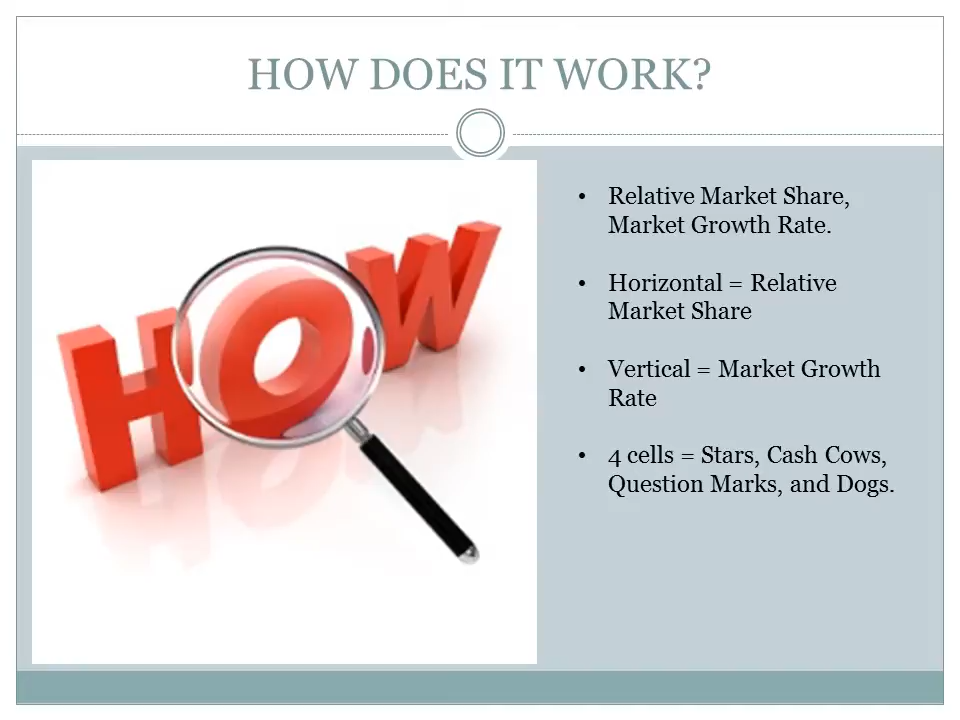 HOW DOES IT WORK?
HOW
• Relative Market Share,
Market Growth Rate.
• Horizontal = Relative
Market Share
• Vertical = Market Growth
Rate
• 4 cells = Stars, Cash Cows,
Question Marks, and Dogs.